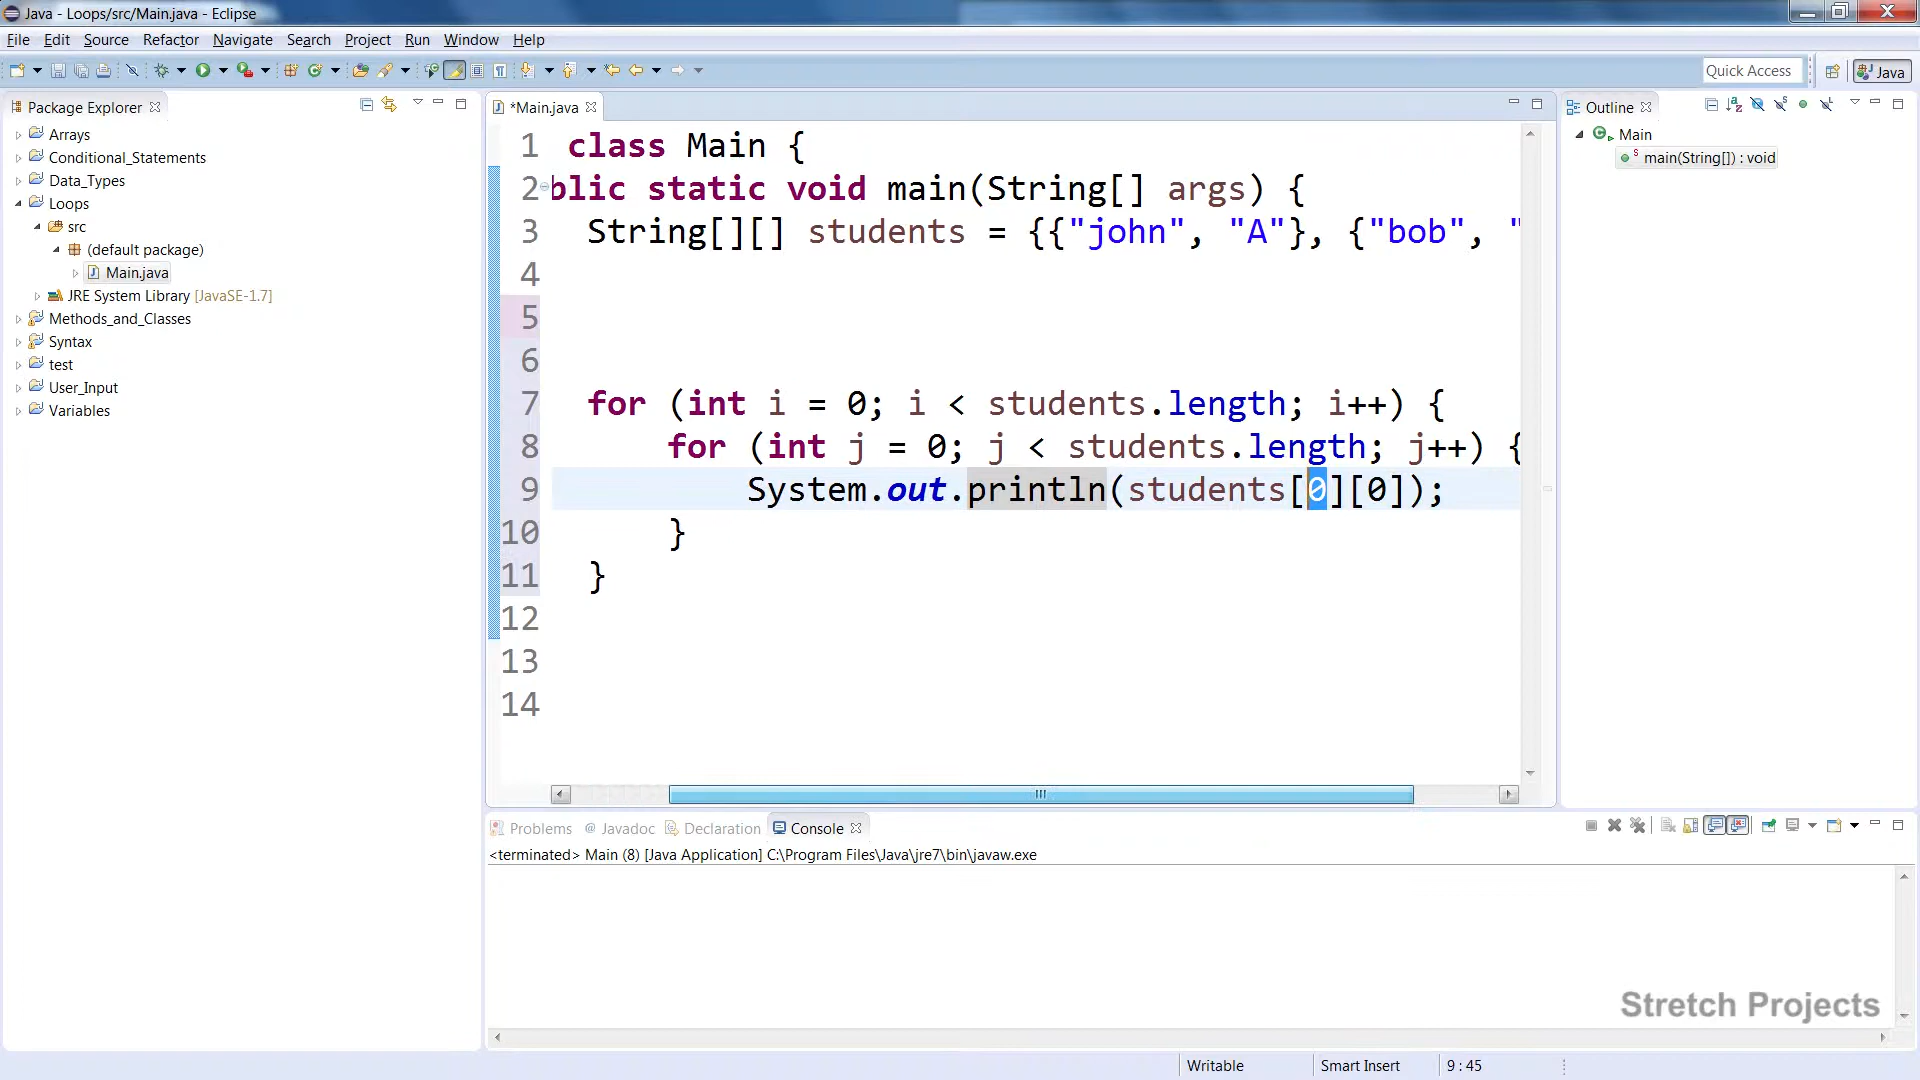 Java - Loops/src/Main.java - Eclipse
File Edit Source Refactor Navigate Search Project Run Window Help
Quick Access Java
Package Explorer
Arrays
Conditional_Statements
Data_Types
Loops
src
(default package)
Main.java
JRE System Library [JavaSE-1.7]
Methods_and_Classes
Syntax
test
User_Input
Variables
*Main.java
1 class Main {
2 blic static void main(String[] args) {
3 String[][] students = {{"john", "A"}, {"bob", "
4
5
6
7 for (int i = 0; i < students.length; i++) {
8 for (int j = 0; j < students.length; j++) {
9 System.out.println(students[0][0]);
10 }
11 }
12
13
14
Outline
Main
main(String[]) : void
Problems @ Javadoc Declaration Console
<terminated> Main (8) [Java Application] C:\Program Files\Java\jre7\bin\javaw.exe
Stretch Projects
Writable Smart Insert 9 : 45